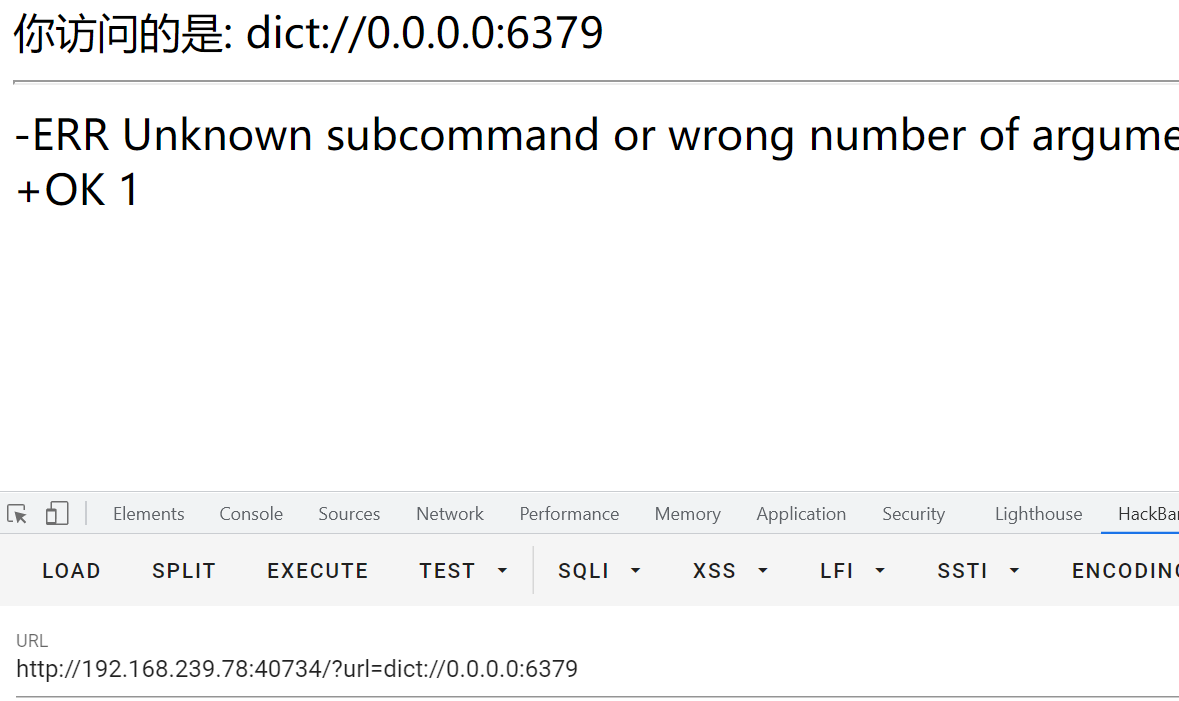 你访问的是: dict://0.0.0.0:6379
-ERR Unknown subcommand or wrong number of argume
+OK 1
Elements Console Sources Network Performance Memory Application Security Lighthouse HackBar
LOAD SPLIT EXECUTE TEST SQLI XSS LFI SSTI ENCODING
URL
http://192.168.239.78:40734/?url=dict://0.0.0.0:6379